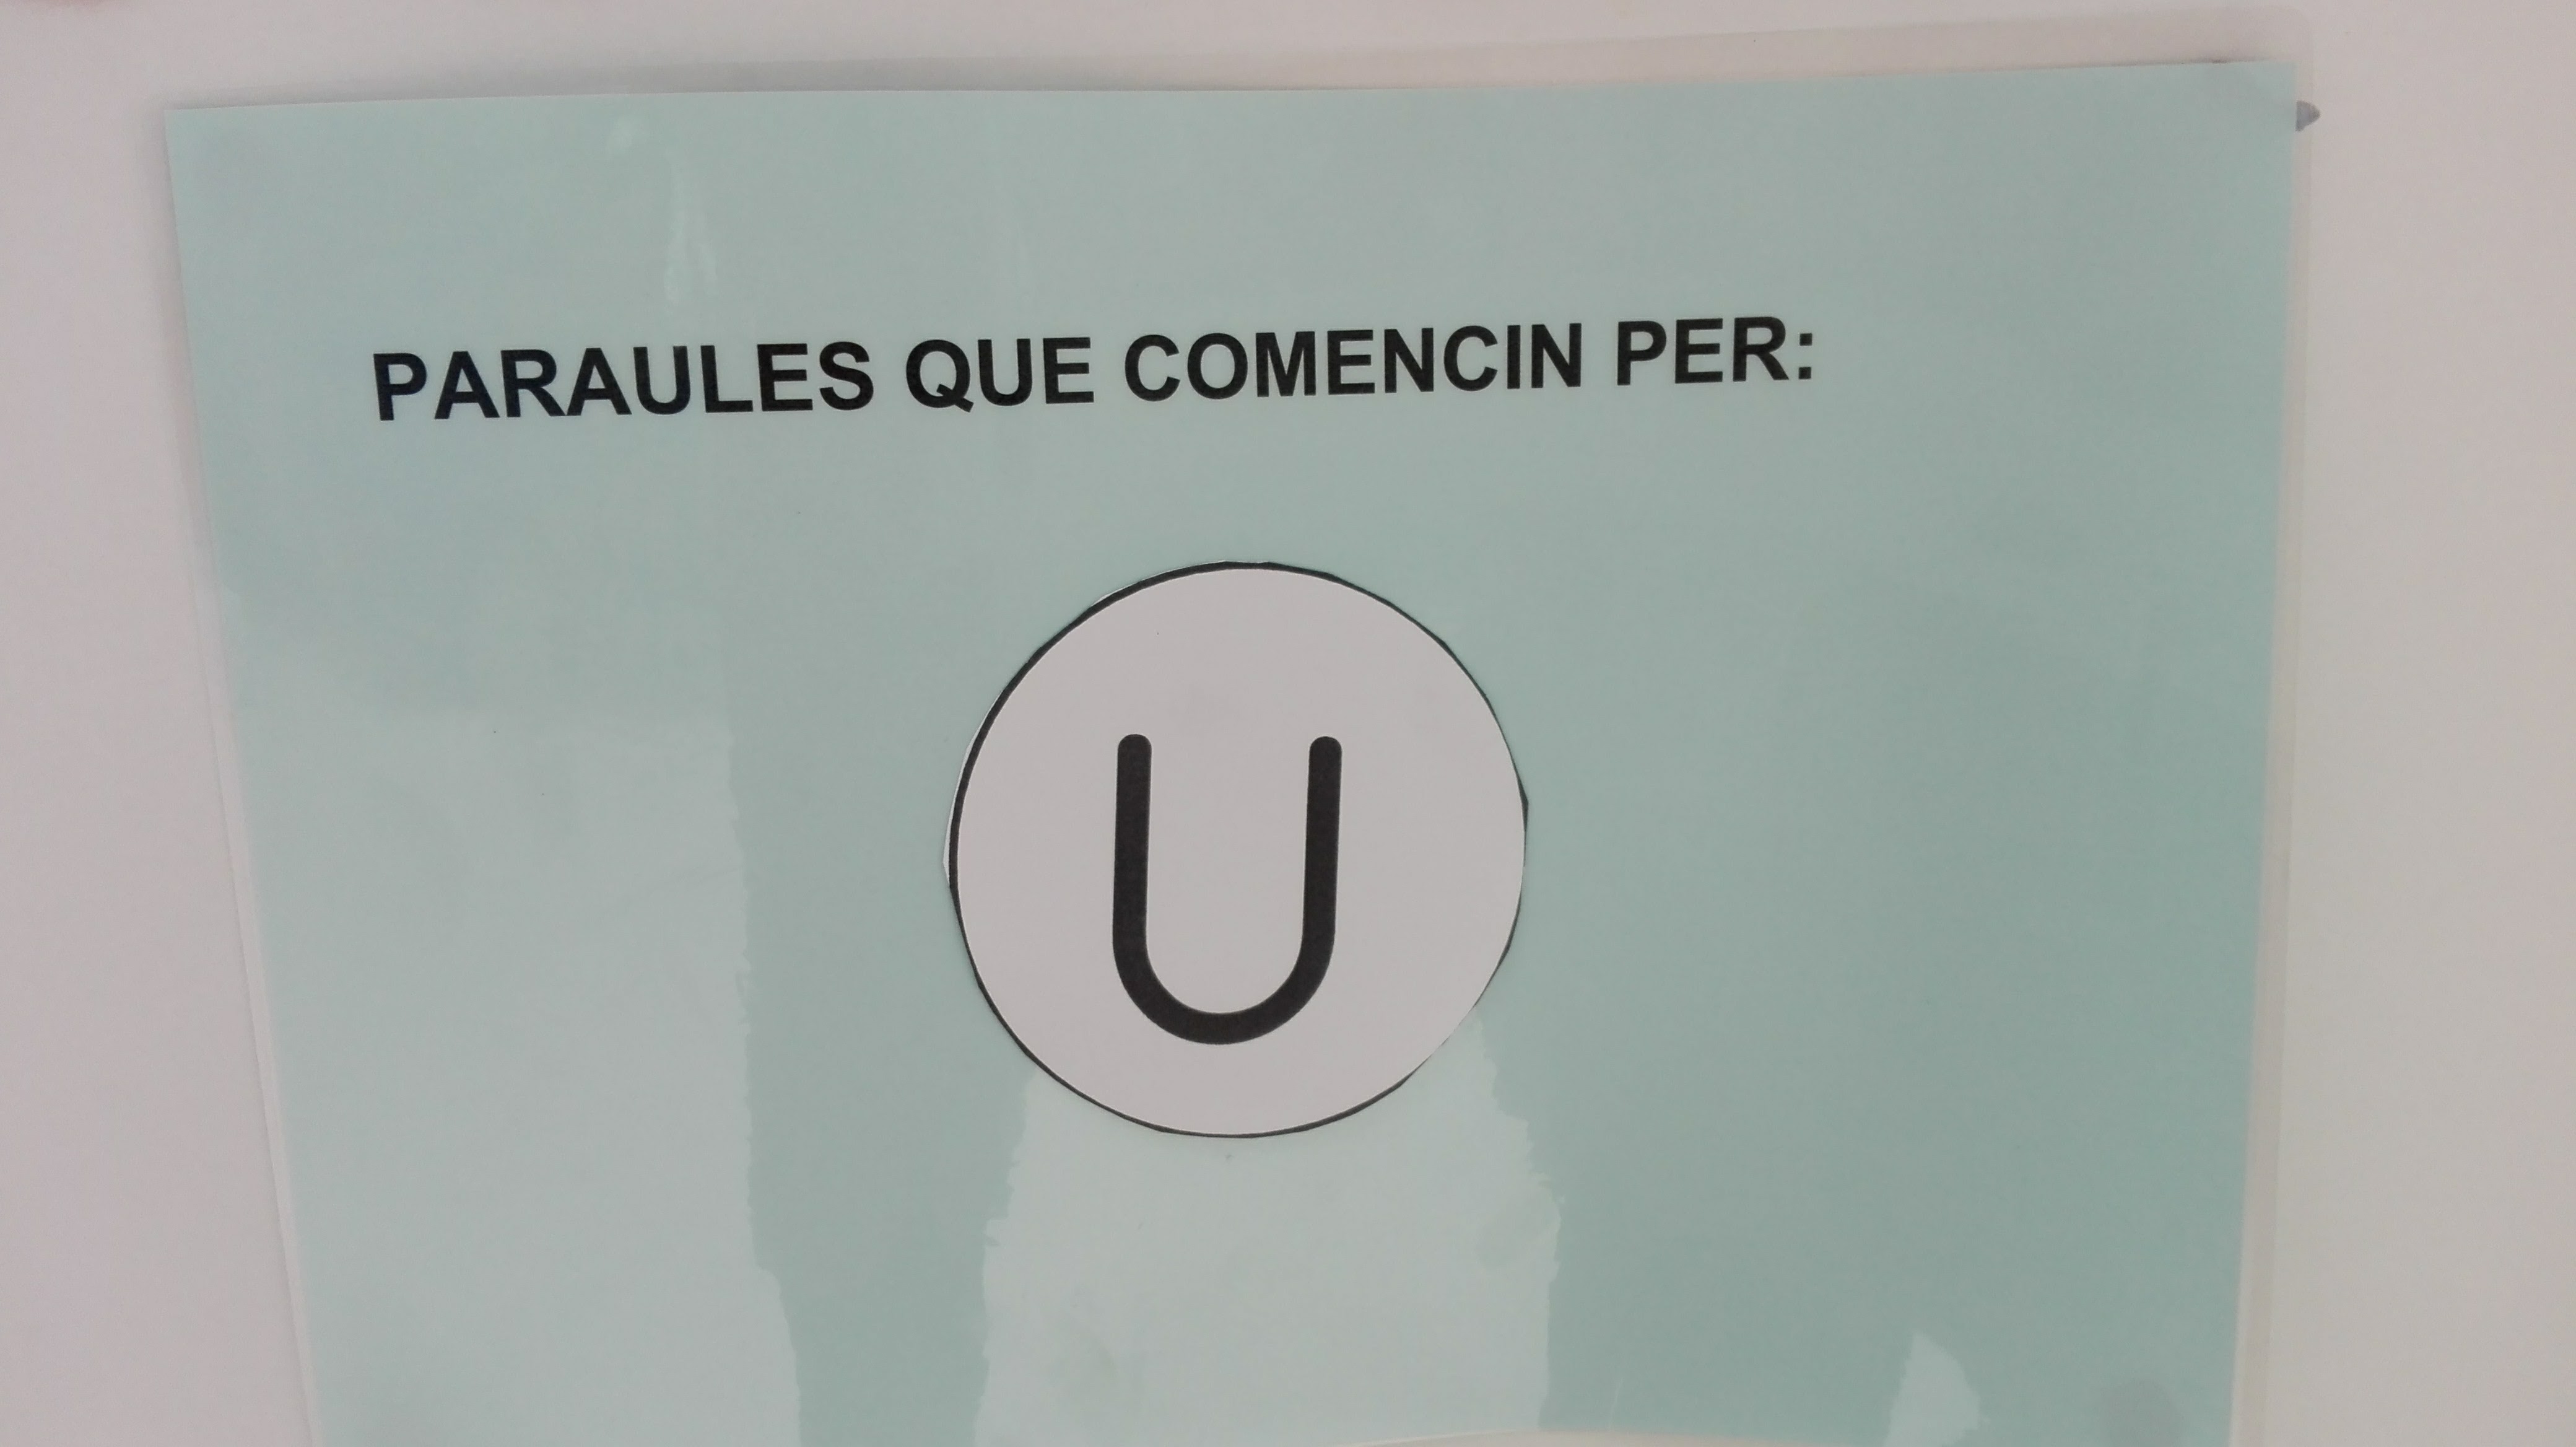 PARAULES QUE COMENCIN PER:
U